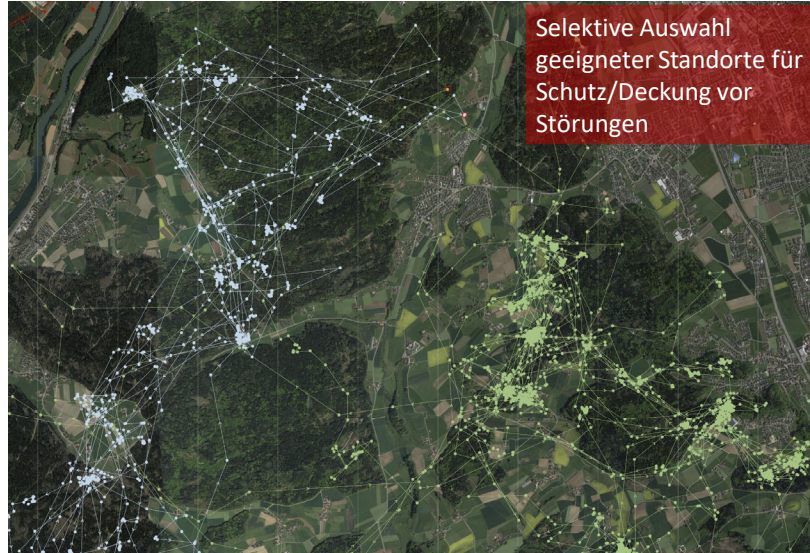 Selektive Auswahl
geeigneter Standorte für
Schutz/Deckung vor
Störungen